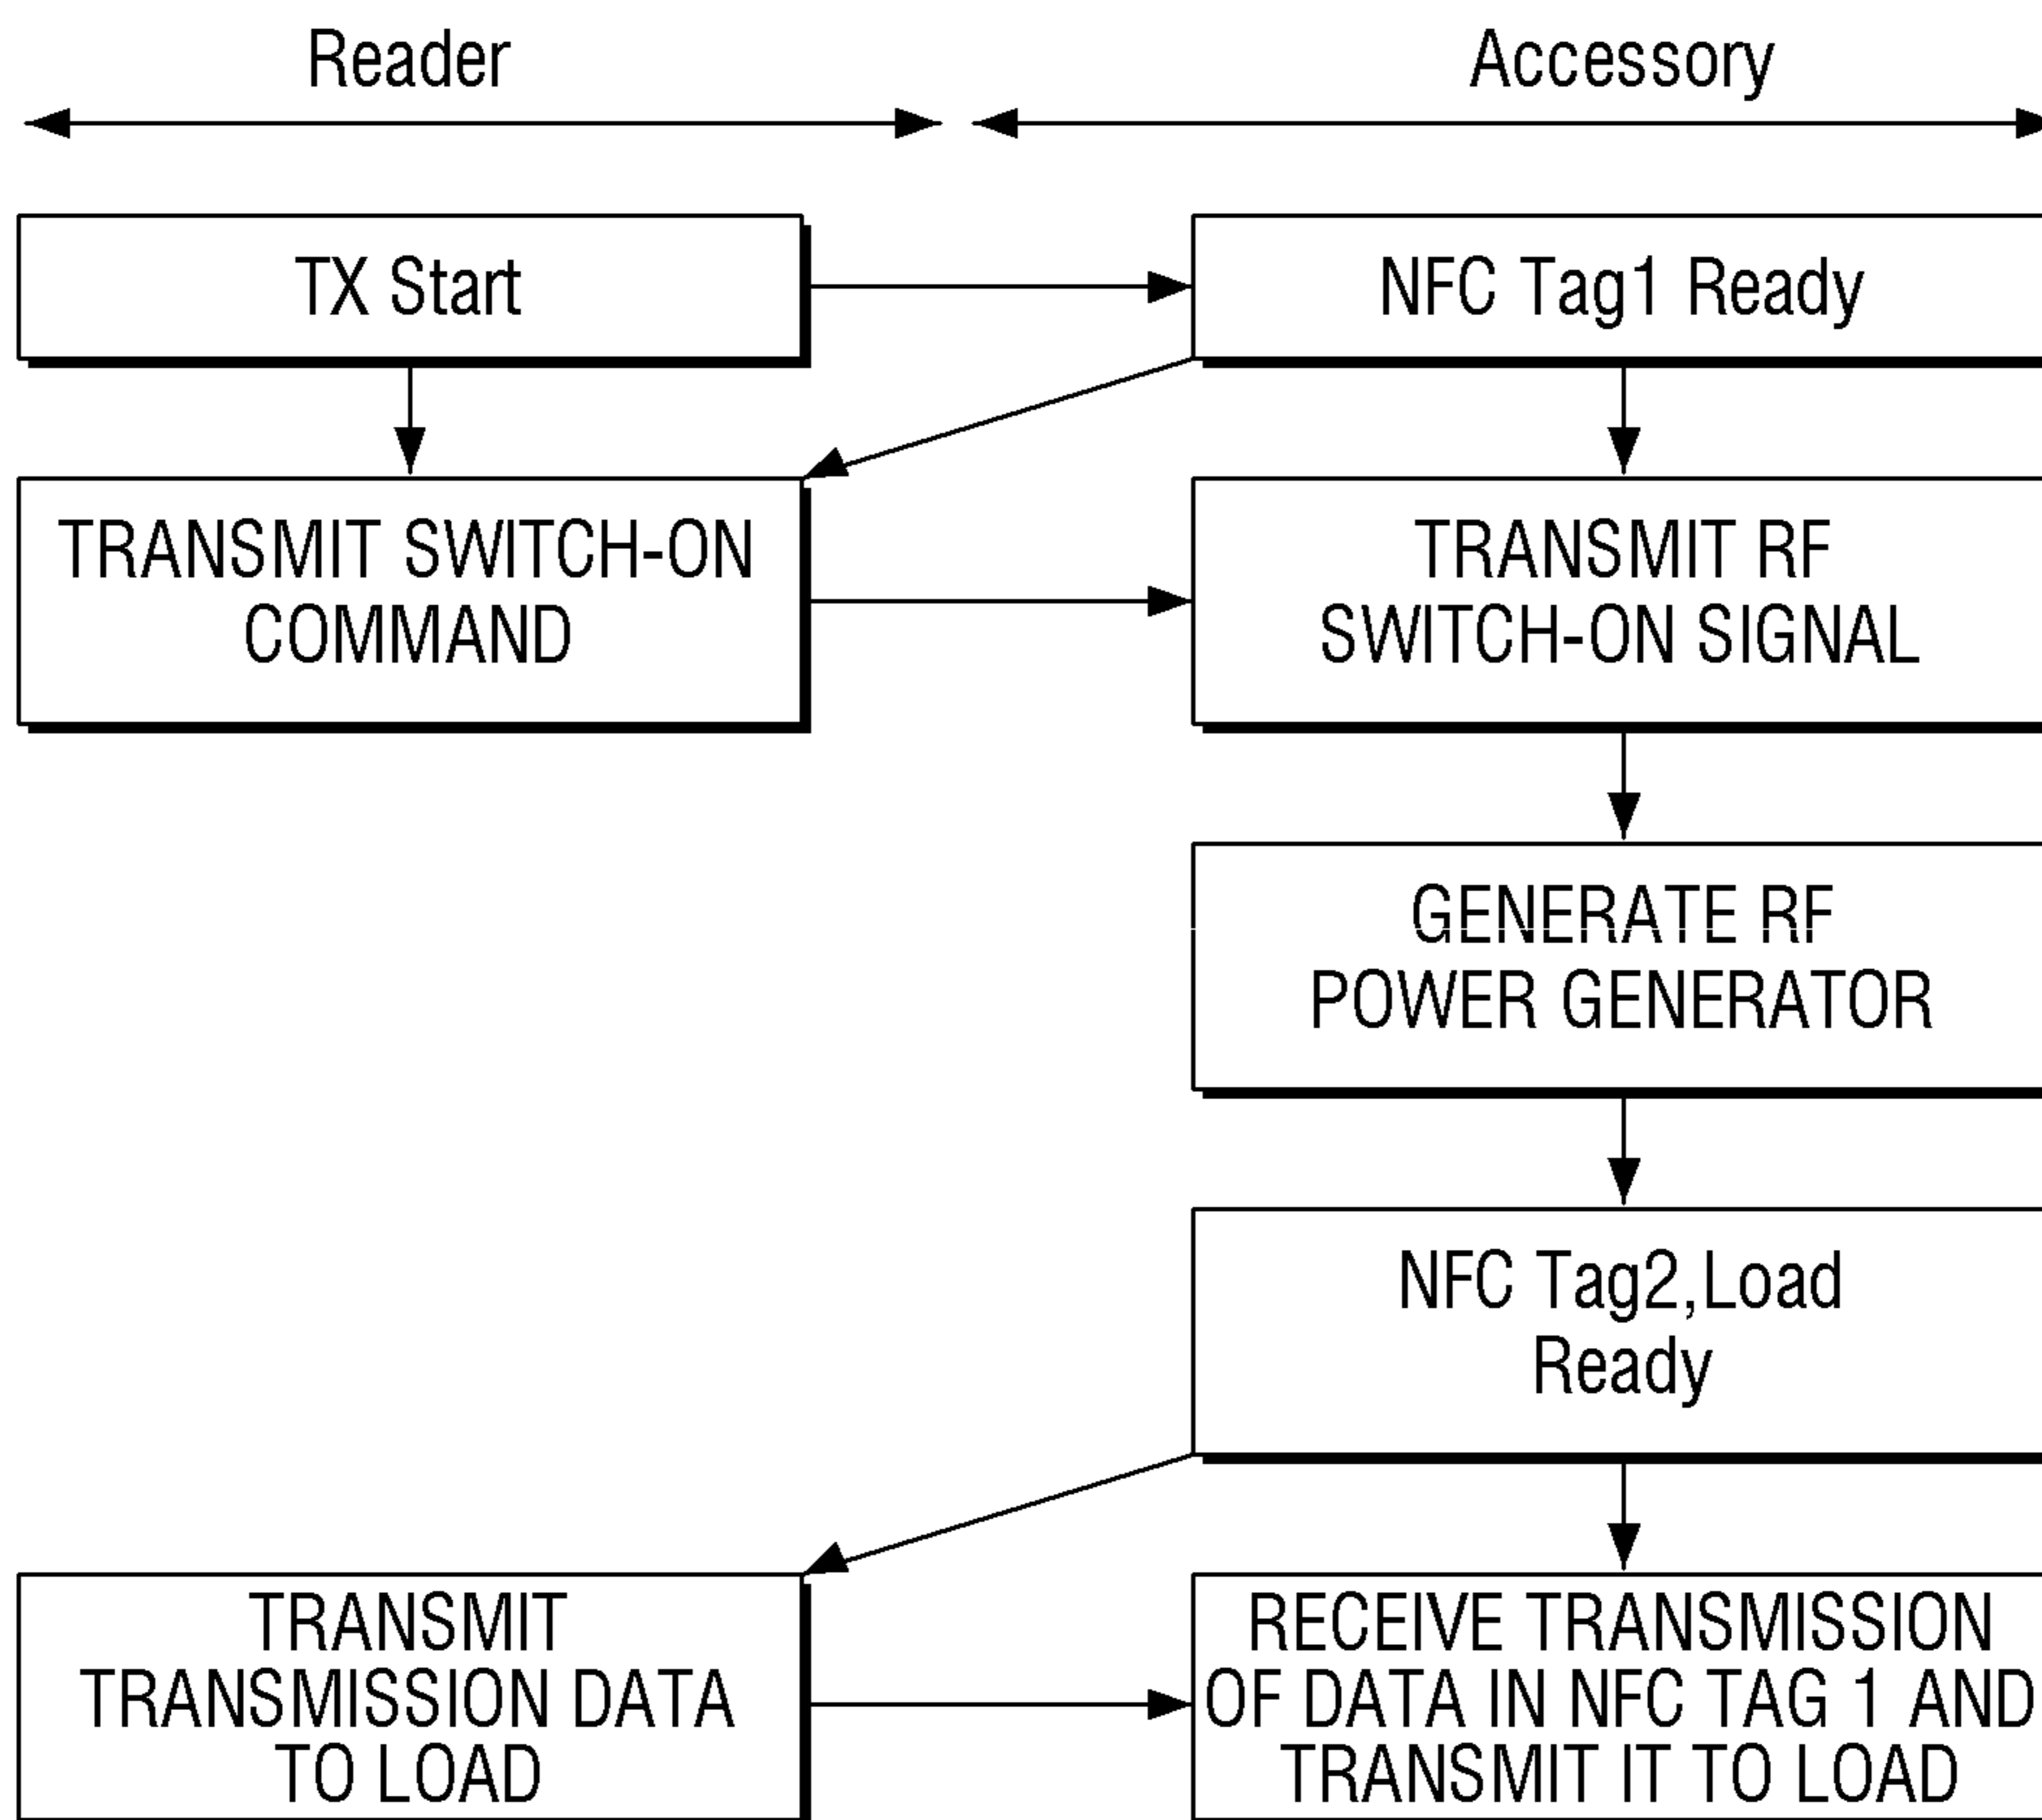 Reader
Accessory
TX Start
NFC Tag1 Ready
TRANSMIT SWITCH-ON
COMMAND
TRANSMIT RF
SWITCH-ON SIGNAL
GENERATE RF
POWER GENERATOR
NFC Tag2,Load
Ready
TRANSMIT
TRANSMISSION DATA
TO LOAD
RECEIVE TRANSMISSION
OF DATA IN NFC TAG 1 AND
TRANSMIT IT TO LOAD